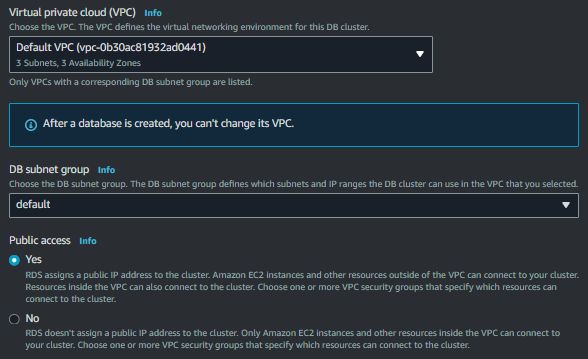 Virtual private cloud (VPC) Info
Choose the VPC. The VPC defines the virtual networking environment for this DB cluster.
Default VPC (vpc-0b30ac81932ad0441)
3 Subnets, 3 Availability Zones
Only VPCs with a corresponding DB subnet group are listed.
After a database is created, you can't change its VPC.
DB subnet group Info
Choose the DB subnet group. The DB subnet group defines which subnets and IP ranges the DB cluster can use in the VPC that you selected.
default
Public access Info
Yes
RDS assigns a public IP address to the cluster. Amazon EC2 instances and other resources outside of the VPC can connect to your cluster.
Resources inside the VPC can also connect to the cluster. Choose one or more VPC security groups that specify which resources can
connect to the cluster.
No
RDS doesn't assign a public IP address to the cluster. Only Amazon EC2 instances and other resources inside the VPC can connect to
your cluster. Choose one or more VPC security groups that specify which resources can connect to the cluster.